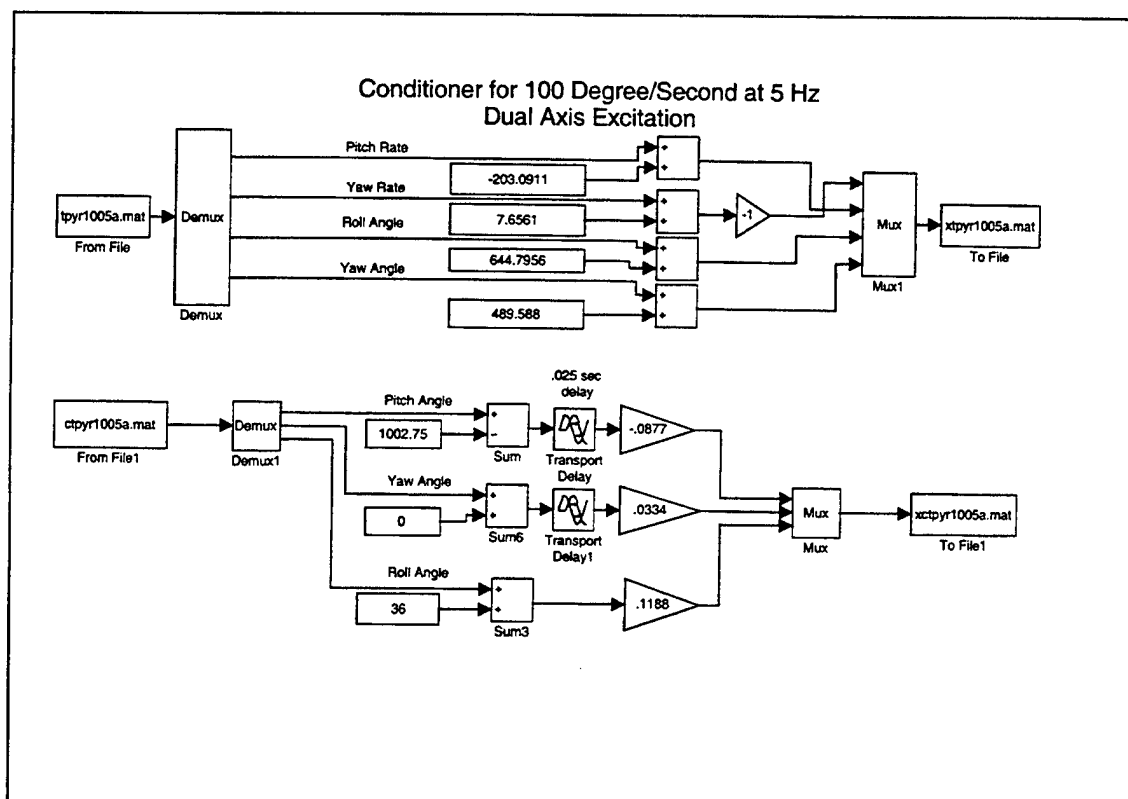 Conditioner for 100 Degree/Second at 5 Hz
Dual Axis Excitation
Pitch Rate
-203.0911
Yaw Rate
7.6561
Roll Angle
644.7956
Yaw Angle
489.588
tpyr1005a.mat
From File
Demux
Demux
+
+
+
+
+
+
+
+
-1
Mux
Mux1
xtpyr1005a.mat
To File
ctpyr1005a.mat
From File1
Demux
Demux1
Pitch Angle
1002.75
+
−
Sum
.025 sec
delay
Transport
Delay
-.0877
Yaw Angle
0
+
+
Sum6
Transport
Delay1
.0334
Roll Angle
36
+
+
Sum3
.1188
Mux
Mux
xctpyr1005a.mat
To File1